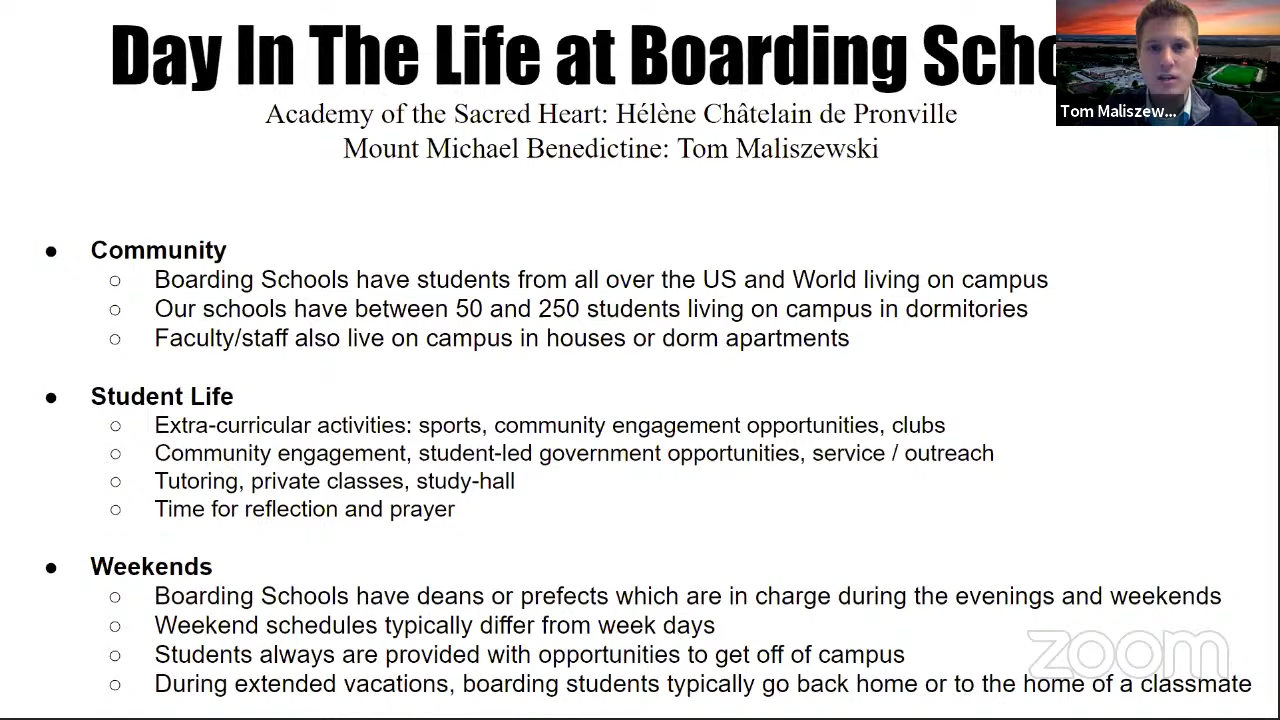 Day In The Life at Boarding Scho
Academy of the Sacred Heart: Hélène Châtelain de Pronville
Mount Michael Benedictine: Tom Maliszewski
Tom Maliszew...
● Community
○ Boarding Schools have students from all over the US and World living on campus
○ Our schools have between 50 and 250 students living on campus in dormitories
○ Faculty/staff also live on campus in houses or dorm apartments
● Student Life
○ Extra-curricular activities: sports, community engagement opportunities, clubs
○ Community engagement, student-led government opportunities, service / outreach
○ Tutoring, private classes, study-hall
○ Time for reflection and prayer
● Weekends
○ Boarding Schools have deans or prefects which are in charge during the evenings and weekends
○ Weekend schedules typically differ from week days
○ Students always are provided with opportunities to get off of campus
○ During extended vacations, boarding students typically go back home or to the home of a classmate
zoom